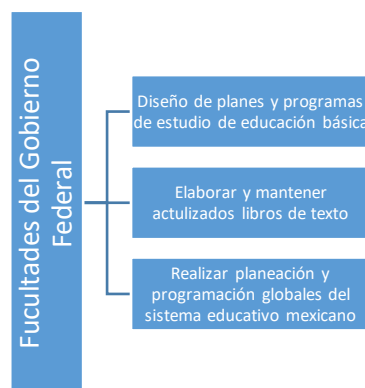 Fucultades del Gobierno
Federal
Diseño de planes y programas
de estudio de educación básica
Elaborar y mantener
actulizados libros de texto
Realizar planeación y
programación globales del
sistema educativo mexicano